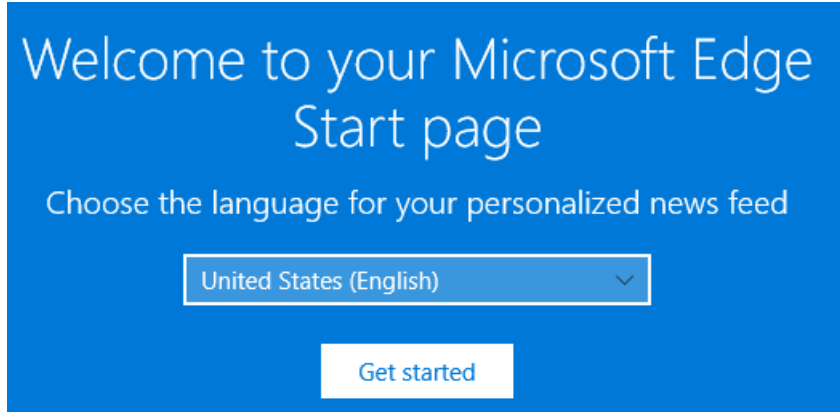 Welcome to your Microsoft Edge
Start page
Choose the language for your personalized news feed
United States (English)
Get started